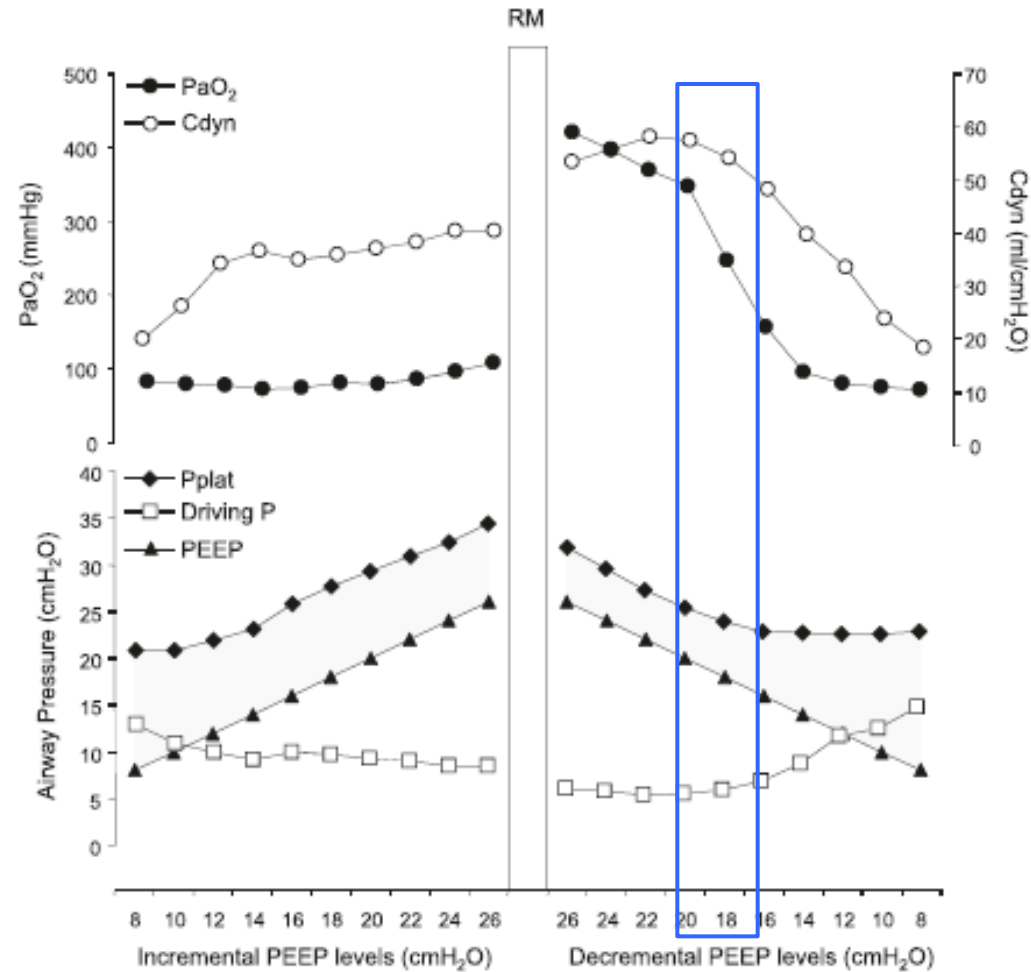 RM
500
400
300
200
100
0
PaO2 (mmHg)
PaO2
Cdyn
70
60
50
40
30
20
10
0
Cdyn (ml/cmH2O)
40
35
30
25
20
15
10
5
0
Airway Pressure (cmH2O)
Pplat
Driving P
PEEP
8 10 12 14 16 18 20 22 24 26
26 24 22 20 18 16 14 12 10 8
Incremental PEEP levels (cmH2O)
Decremental PEEP levels (cmH2O)